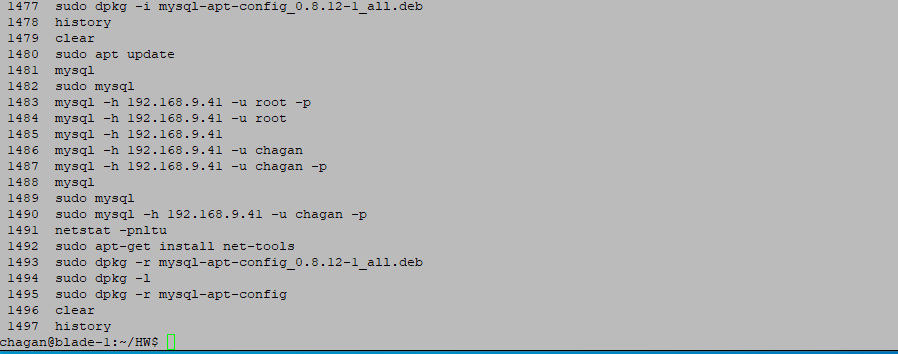 1477 sudo dpkg -i mysql-apt-config_0.8.12-1_all.deb
1478 history
1479 clear
1480 sudo apt update
1481 mysql
1482 sudo mysql
1483 mysql -h 192.168.9.41 -u root -p
1484 mysql -h 192.168.9.41 -u root
1485 mysql -h 192.168.9.41
1486 mysql -h 192.168.9.41 -u chagan
1487 mysql -h 192.168.9.41 -u chagan -p
1488 mysql
1489 sudo mysql
1490 sudo mysql -h 192.168.9.41 -u chagan -p
1491 netstat -pnltu
1492 sudo apt-get install net-tools
1493 sudo dpkg -r mysql-apt-config_0.8.12-1_all.deb
1494 sudo dpkg -l
1495 sudo dpkg -r mysql-apt-config
1496 clear
1497 history
chagan@blade-1:~/HW$